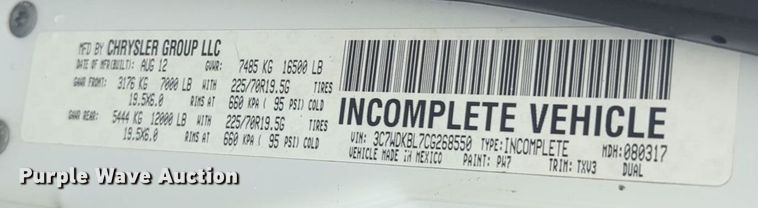 MFD BY CHRYSLER GROUP LLC
DATE OF MFR(BUILT): AUG 12 GVWR: 7485 KG 16500 LB
GAWR FRONT: 3176 KG 7000 LB WITH 225/70R19.5G TIRES
19.5X6.0 RIMS AT 660 KPA ( 95 PSI) COLD
GAWR REAR: 5444 KG 12000 LB WITH 225/70R19.5G TIRES
19.5X6.0 RIMS AT 660 KPA ( 95 PSI) COLD
INCOMPLETE VEHICLE
VIN: 3C7WDKBL7CG268550 TYPE:INCOMPLETE MDH:080317
VEHICLE MADE IN MEXICO PAINT: PW7 TRIM: TXV3 DUAL
Purple Wave Auction